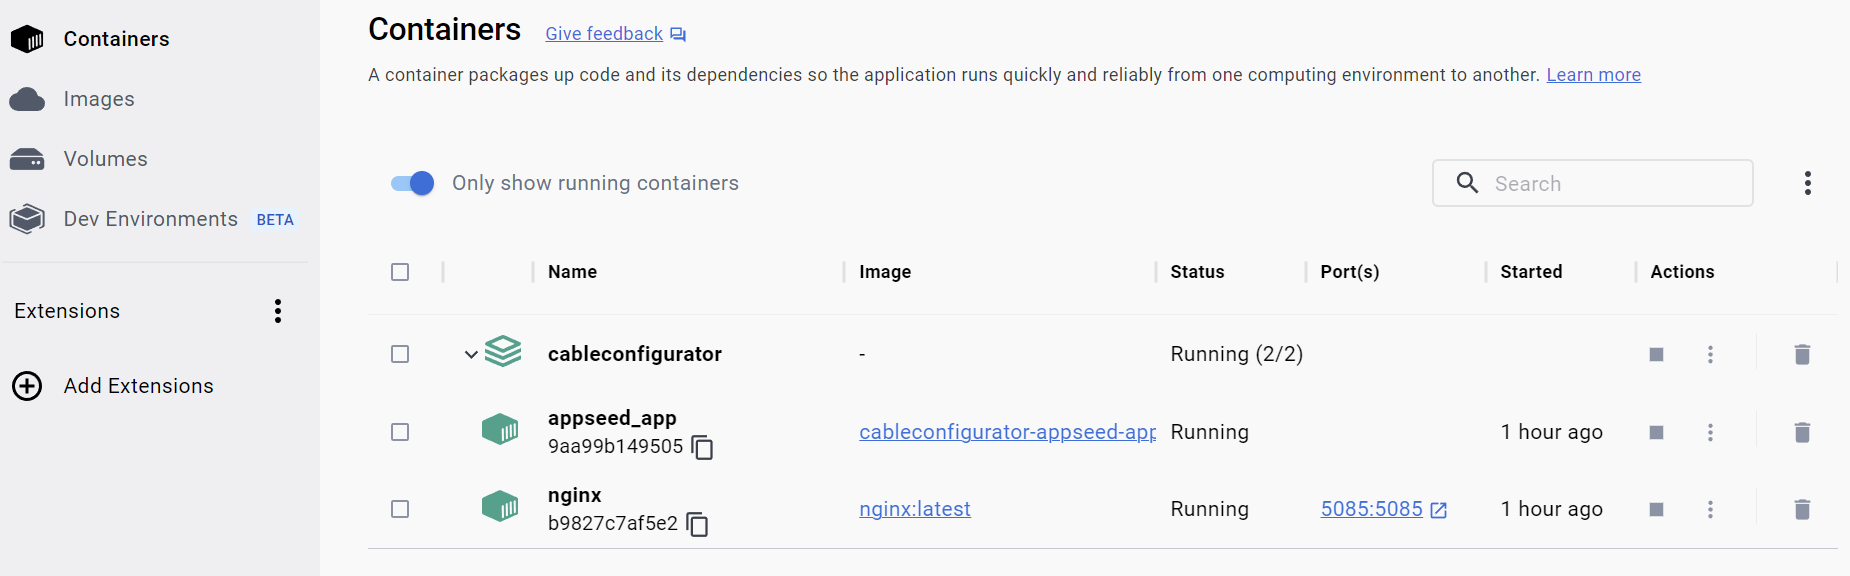 Containers
Images
Volumes
Dev Environments BETA
Extensions
Add Extensions
Containers Give feedback
A container packages up code and its dependencies so the application runs quickly and reliably from one computing environment to another. Learn more
Only show running containers
Search
Name Image Status Port(s) Started Actions
cableconfigurator - Running (2/2)
appseed_app
9aa99b149505 cableconfigurator-appseed-app Running 1 hour ago
nginx
b9827c7af5e2 nginx:latest Running 5085:5085 1 hour ago